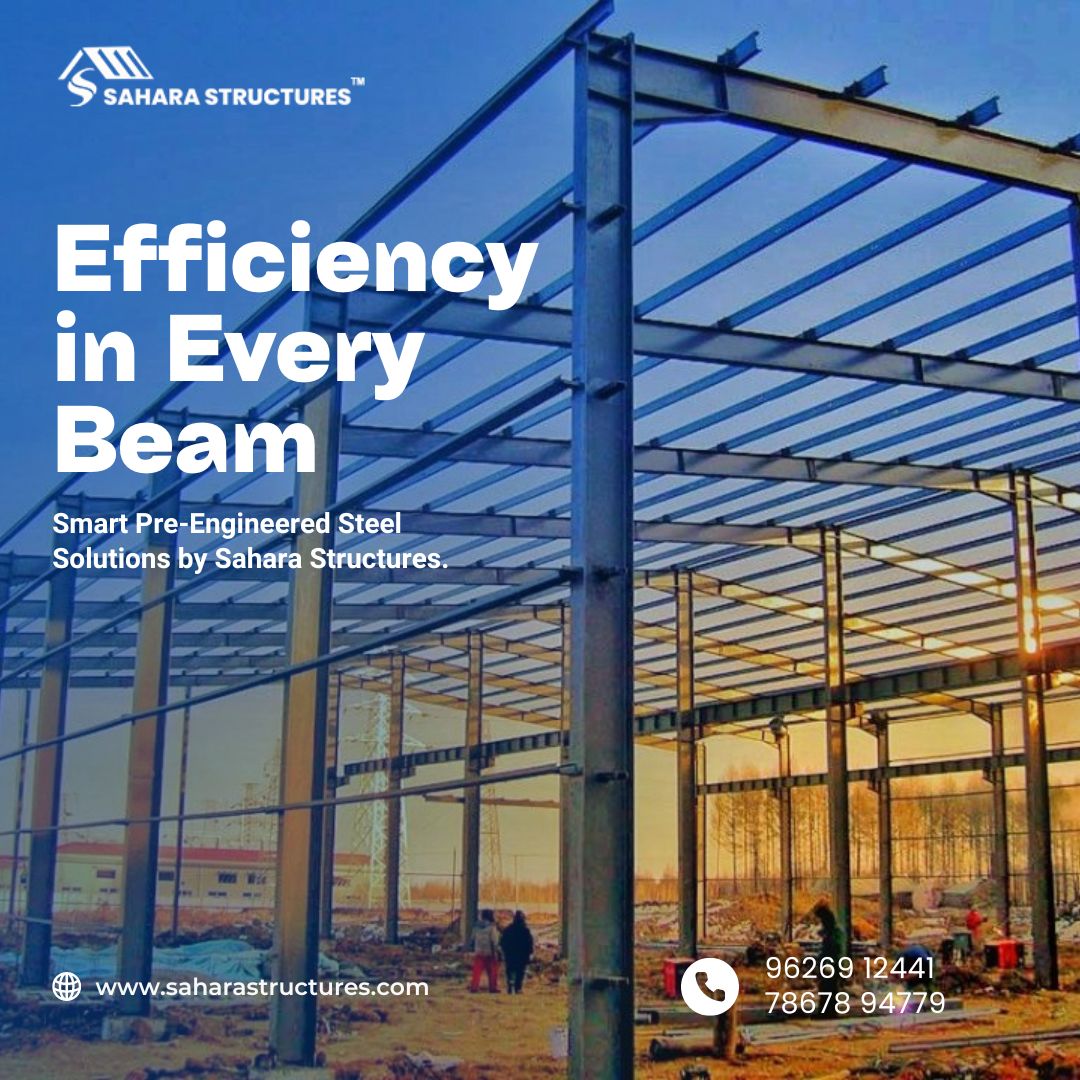 SAHARA STRUCTURES™
Efficiency
in Every
Beam
Smart Pre-Engineered Steel
Solutions by Sahara Structures.
www.saharastructures.com
96269 12441
78678 94779